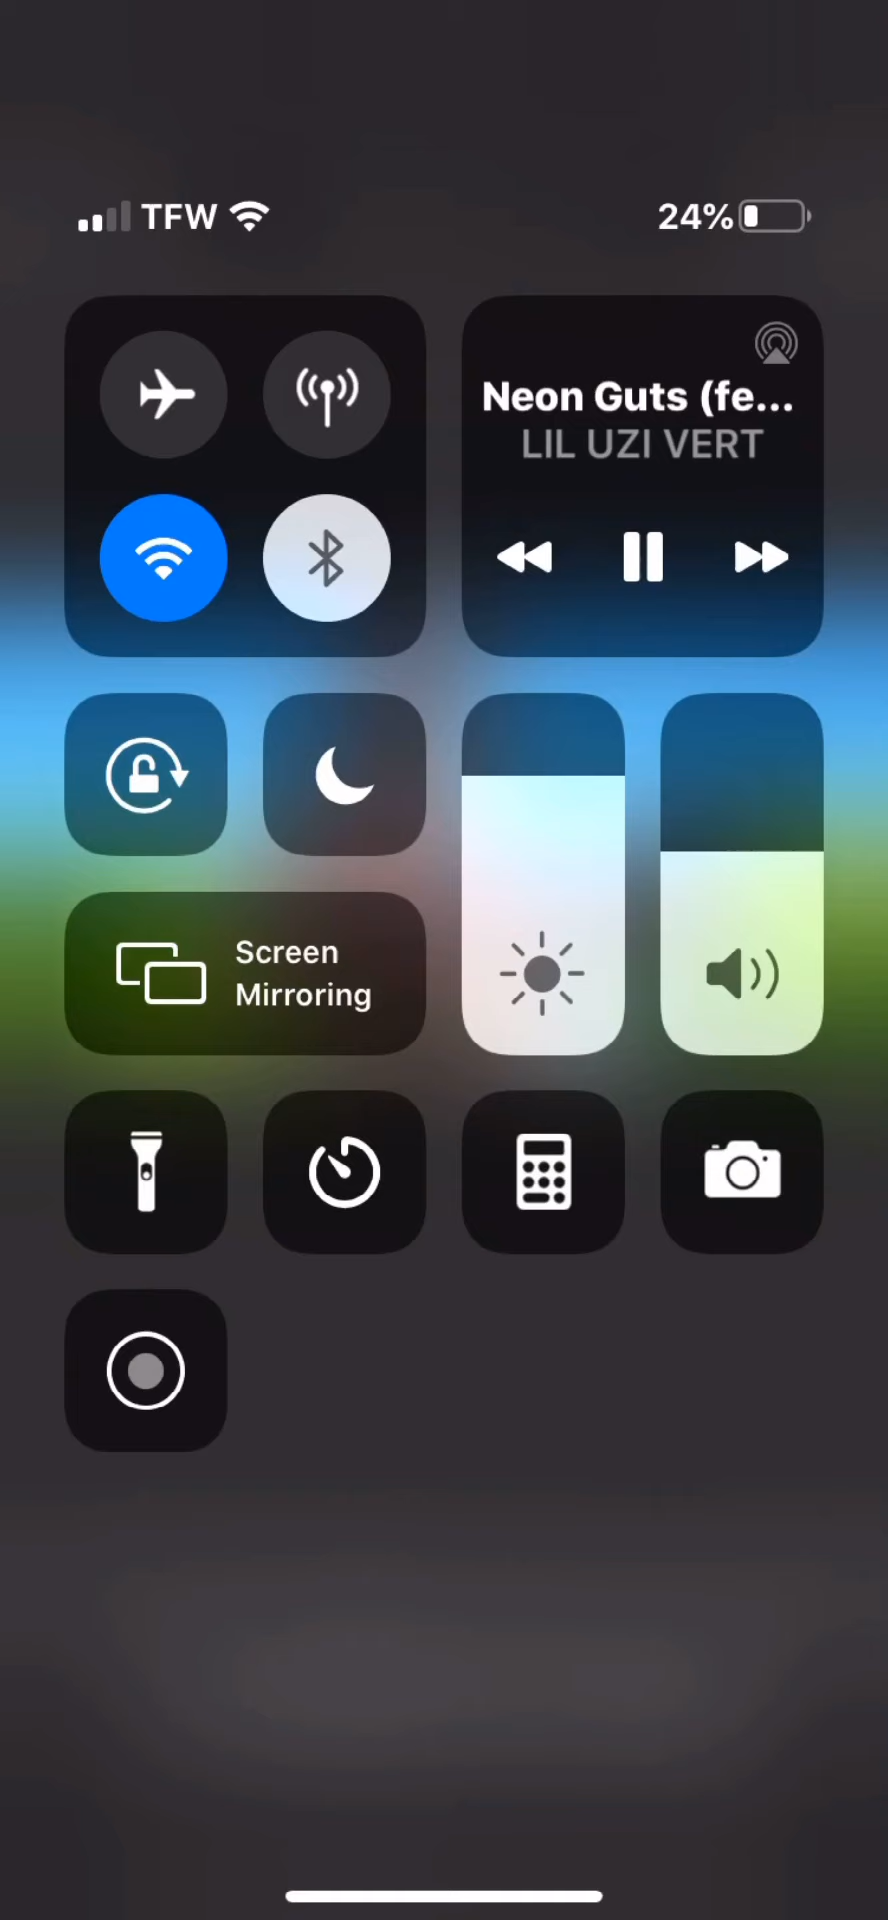 TFW
24%
Neon Guts (fe...
LIL UZI VERT
Screen
Mirroring